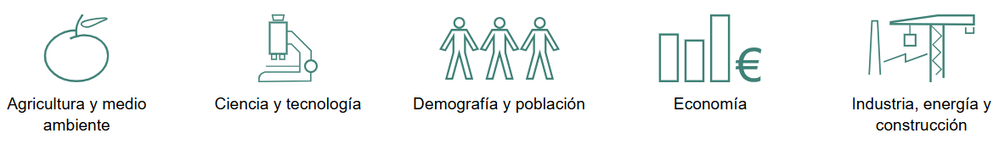 €
Agricultura y medio
ambiente
Ciencia y tecnología
Demografía y población
Economía
Industria, energía y
construcción